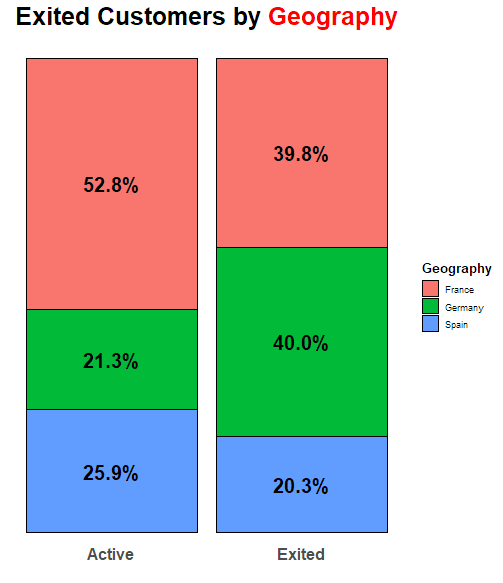 Exited Customers by Geography
52.8%
39.8%
21.3%
40.0%
25.9%
20.3%
Active
Exited
Geography
France
Germany
Spain